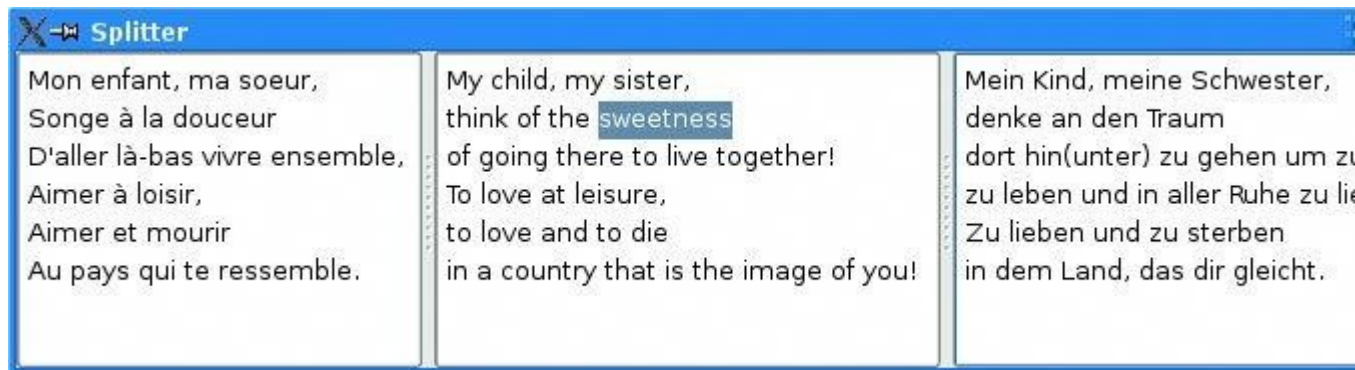 Splitter
Mon enfant, ma soeur,
Songe à la douceur
D'aller là-bas vivre ensemble,
Aimer à loisir,
Aimer et mourir
Au pays qui te ressemble.
My child, my sister,
think of the sweetness
of going there to live together!
To love at leisure,
to love and to die
in a country that is the image of you!
Mein Kind, meine Schwester,
denke an den Traum
dort hin(unter) zu gehen um
zu leben und in aller Ruhe zu
Zu lieben und zu sterben
in dem Land, das dir gleicht.